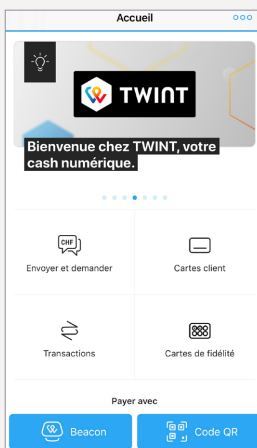 Accueil
TWINT
Bienvenue chez TWINT, votre
cash numérique.
CHF
Envoyer et demander
Cartes client
Transactions
Cartes de fidélité
Payer avec
Beacon
Code QR